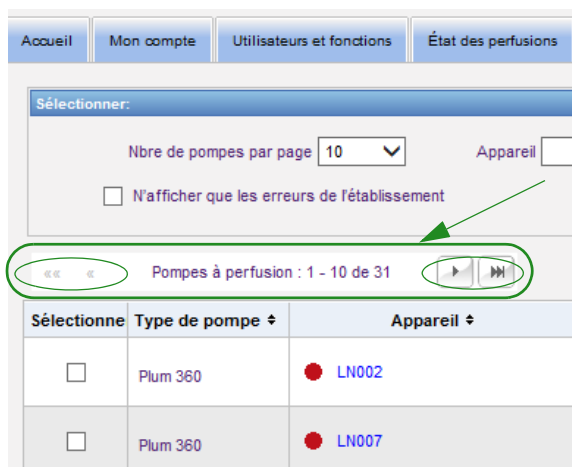 Accueil Mon compte Utilisateurs et fonctions État des perfusions
Sélectionner:
Nbre de pompes par page 10 Appareil
N'afficher que les erreurs de l'établissement
«« « Pompes à perfusion : 1 - 10 de 31
Sélectionne Type de pompe Appareil
Plum 360 LN002
Plum 360 LN007